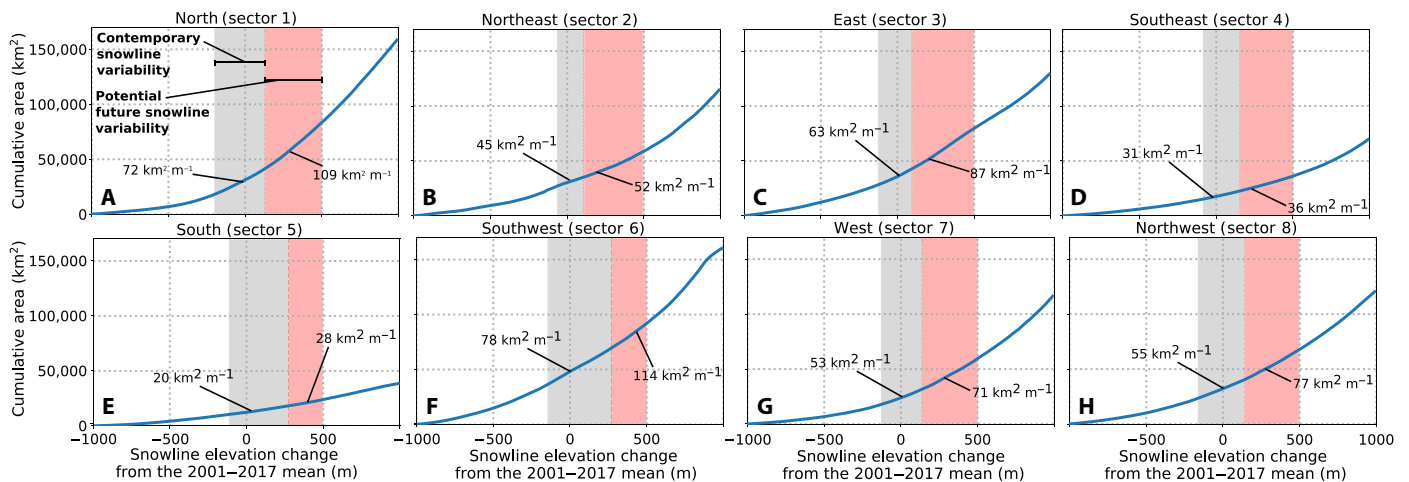 North (sector 1)
Northeast (sector 2)
East (sector 3)
Southeast (sector 4)
Cumulative area (km²)
150,000
100,000
50,000
0
Contemporary
snowline
variability
Potential
future snowline
variability
72 km² m⁻¹
109 km² m⁻¹
A
45 km² m⁻¹
52 km² m⁻¹
B
63 km² m⁻¹
87 km² m⁻¹
C
31 km² m⁻¹
36 km² m⁻¹
D
South (sector 5)
Southwest (sector 6)
West (sector 7)
Northwest (sector 8)
Cumulative area (km²)
150,000
100,000
50,000
0
20 km² m⁻¹
28 km² m⁻¹
E
78 km² m⁻¹
114 km² m⁻¹
F
53 km² m⁻¹
71 km² m⁻¹
G
55 km² m⁻¹
77 km² m⁻¹
H
−1000 −500 0 500 −1000 −500 0 500 −1000 −500 0 500 −1000 −500 0 500 1000
Snowline elevation change
from the 2001−2017 mean (m)
Snowline elevation change
from the 2001−2017 mean (m)
Snowline elevation change
from the 2001−2017 mean (m)
Snowline elevation change
from the 2001−2017 mean (m)